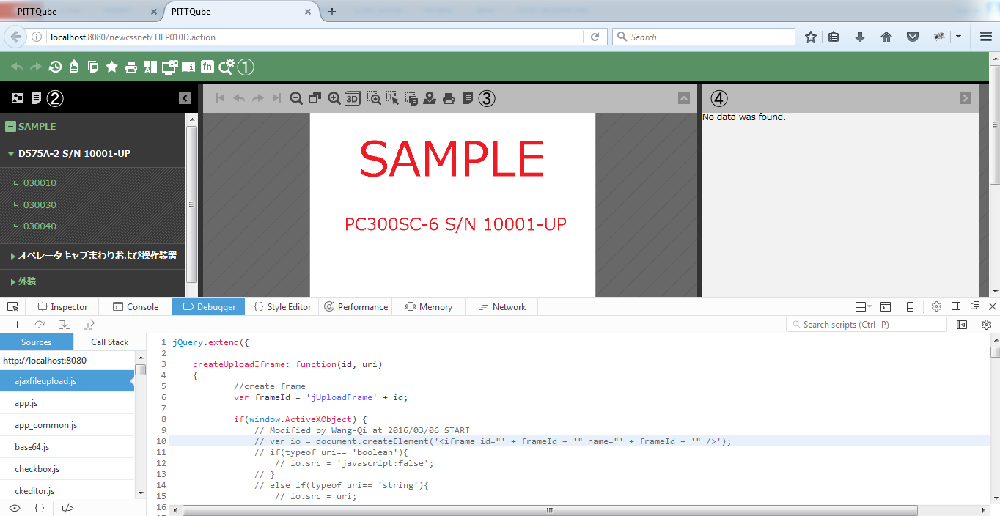 PITTQube
PITTQube
localhost:8080/newcssnet/TIEP010D.action
Search
fn
①
②
3D
③
④
SAMPLE
D575A-2 S/N 10001-UP
030010
030030
030040
オペレータキャブまわりおよび操作装置
外装
SAMPLE
PC300SC-6 S/N 10001-UP
No data was found.
Inspector
Console
Debugger
{ } Style Editor
Performance
Memory
Network
Search scripts (Ctrl+P)
Sources
Call Stack
http://localhost:8080
ajaxfileupload.js
app.js
app_common.js
base64.js
checkbox.js
ckeditor.js
1 jQuery.extend({
2
3 createUploadIframe: function(id, uri)
4 {
5 //create frame
6 var frameId = 'jUploadFrame' + id;
7
8 if(window.ActiveXObject) {
9 // Modified by Wang-Qi at 2016/03/06 START
10 // var io = document.createElement('<iframe id="' + frameId + '" name="' + frameId + '" />');
11 // if(typeof uri== 'boolean'){
12 // io.src = 'javascript:false';
13 // }
14 // else if(typeof uri== 'string'){
15 // io.src = uri;
16